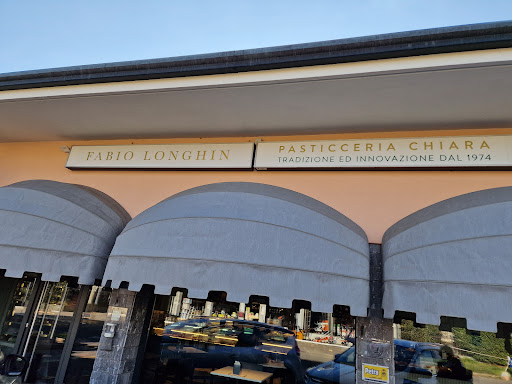 FABIO LONGHIN
PASTICCERIA CHIARA
TRADIZIONE ED INNOVAZIONE DAL 1974